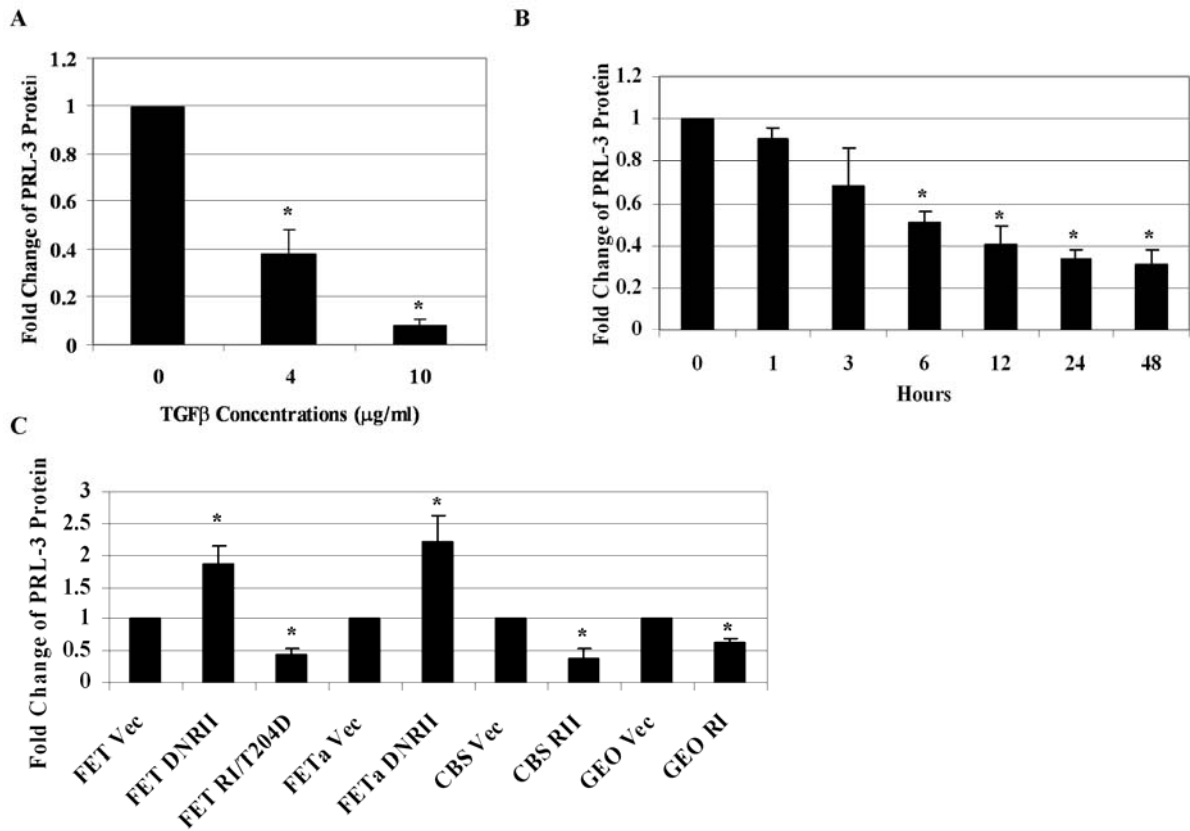 A
B
Fold Change of PRL-3 Protei
1.2
1
0.8
0.6
0.4
0.2
0
*
*
0 4 10
TGFβ Concentrations (μg/ml)
Fold Change of PRL-3 Protein
1.2
1
0.8
0.6
0.4
0.2
0
*
*
*
*
0 1 3 6 12 24 48
Hours
C
Fold Change of PRL-3 Protein
3
2.5
2
1.5
1
0.5
0
*
*
*
*
*
FET Vec
FET DNRII
FET RI/T204D
FETa Vec
FETa DNRII
CBS Vec
CBS RII
GEO Vec
GEO RI